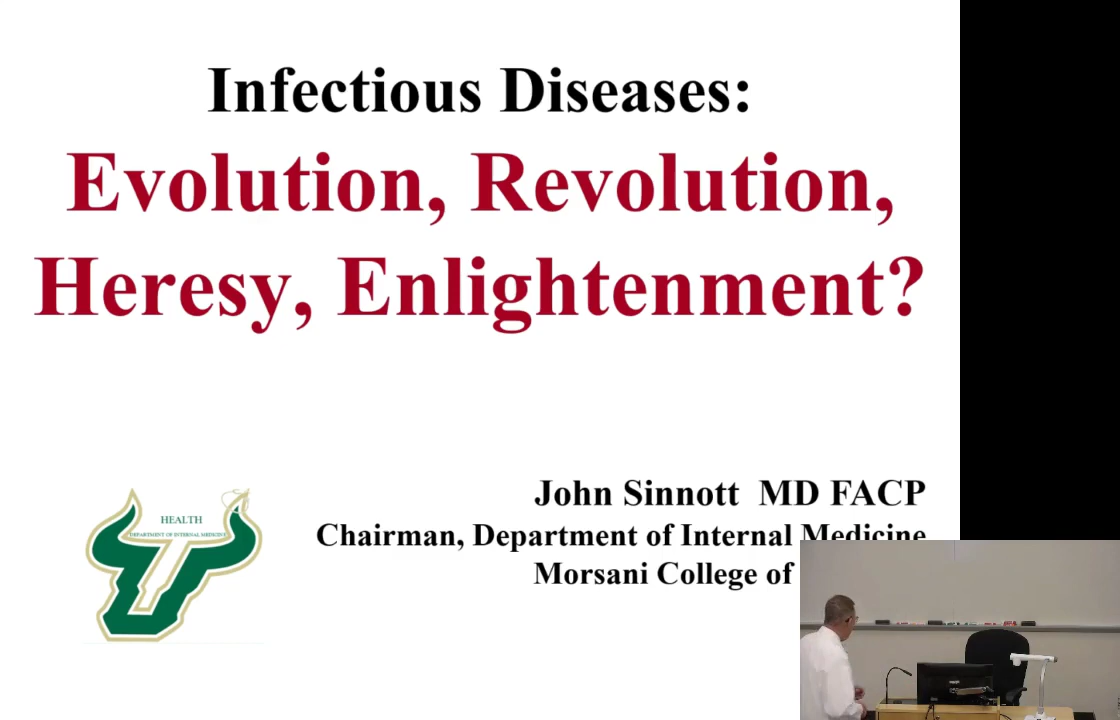 Infectious Diseases:
Evolution, Revolution,
Heresy, Enlightenment?
John Sinnott MD FACP
Chairman, Department of Internal Medicine
Morsani College of
HEALTH
DEPARTMENT OF INTERNAL MEDICINE